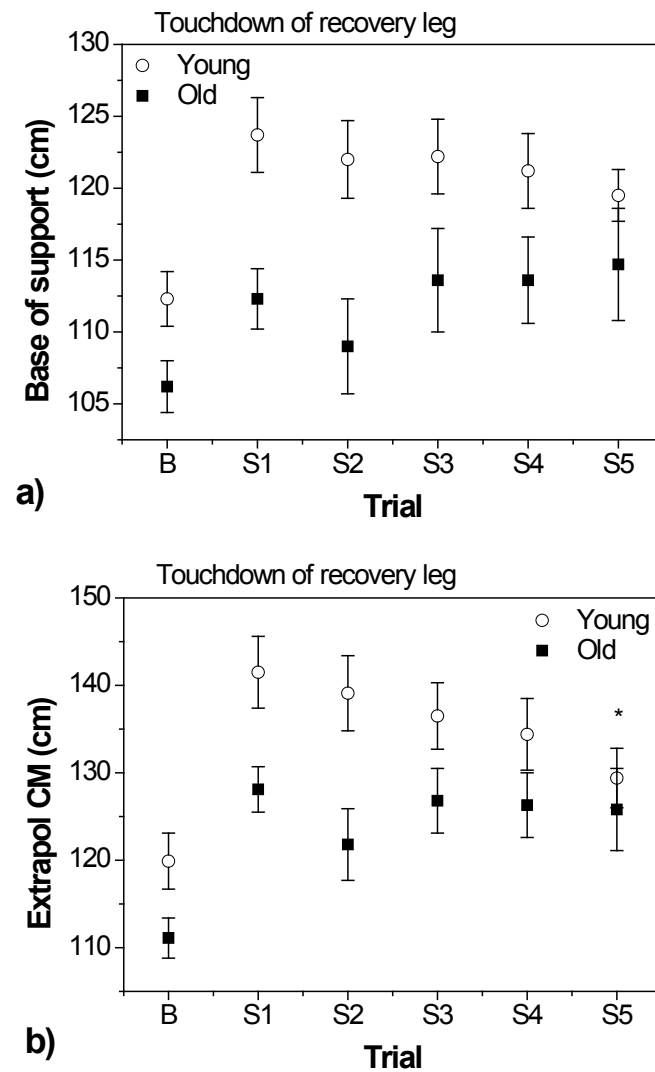 Touchdown of recovery leg
130
Young
Old
125
120
115
110
105
Base of support (cm)
B S1 S2 S3 S4 S5
a)
Trial
Touchdown of recovery leg
150
Young
Old
140
*
130
120
110
Extrapol CM (cm)
B S1 S2 S3 S4 S5
b)
Trial